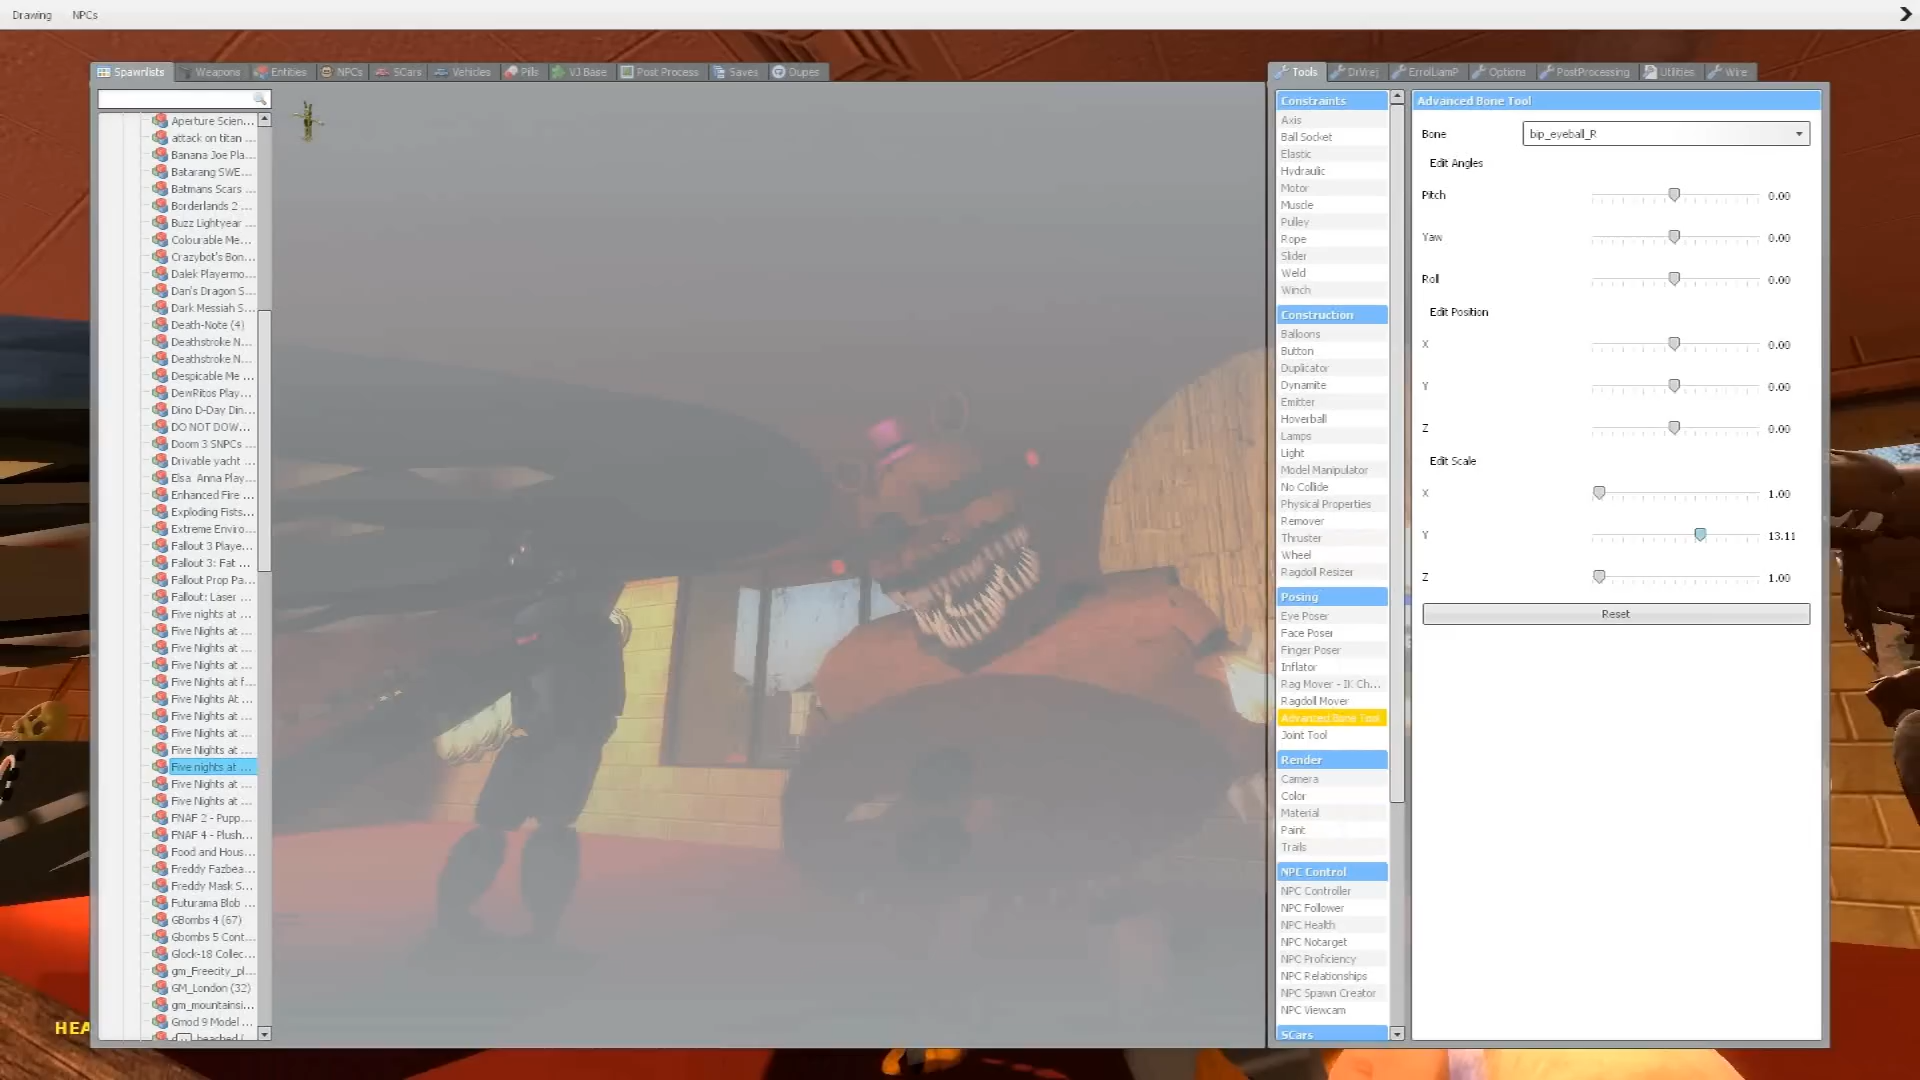 Drawing NPCs
Spawnlists Weapons Entities NPCs SCars Vehicles Pills VJ Base Post Process Saves Dupes
Aperture Scien...
attack on titan ...
Banana Joe Pla...
Batarang SWE...
Batmans Scars ...
Borderlands 2 ...
Buzz Lightyear ...
Colourable Me...
Crazybot's Bon...
Dalek Playermo...
Dan's Dragon S...
Dark Messiah S...
Death-Note (4)
Deathstroke N...
Deathstroke N...
Despicable Me ...
DewRitos Play...
Dino D-Day Din...
DO NOT DOW...
Doom 3 SNPCs ...
Drivable yacht ...
Elsa Anna Play...
Enhanced Fire ...
Exploding Fists...
Extreme Enviro...
Fallout 3 Playe...
Fallout 3: Fat ...
Fallout Prop Pa...
Fallout: Laser ...
Five nights at ...
Five Nights at ...
Five Nights at ...
Five Nights at ...
Five Nights at f...
Five Nights At ...
Five Nights at ...
Five Nights at ...
Five Nights at ...
Five nights at ...
Five Nights at ...
Five Nights at ...
FNAF 2 - Pupp...
FNAF 4 - Plush...
Food and Hous...
Freddy Fazbea...
Freddy Mask S...
Futurama Blob ...
GBombs 4 (67)
Gbombs 5 Cont...
Glock-18 Collec...
gm_Freecity_pl...
GM_London (32)
gm_mountainsi...
Gmod 9 Model ...
HEA
Tools DrVrej ErrolLiamP Options PostProcessing Utilities Wire
Constraints
Axis
Ball Socket
Elastic
Hydraulic
Motor
Muscle
Pulley
Rope
Slider
Weld
Winch
Construction
Balloons
Button
Duplicator
Dynamite
Emitter
Hoverball
Lamps
Light
Model Manipulator
No Collide
Physical Properties
Remover
Thruster
Wheel
Ragdoll Resizer
Posing
Eye Poser
Face Poser
Finger Poser
Inflator
Rag Mover - IK Ch...
Ragdoll Mover
Advanced Bone Tool
Joint Tool
Render
Camera
Color
Material
Paint
Trails
NPC Control
NPC Controller
NPC Follower
NPC Health
NPC Notarget
NPC Proficiency
NPC Relationships
NPC Spawn Creator
NPC Viewcam
SCars
Advanced Bone Tool
Bone bip_eyeball_R
Edit Angles
Pitch 0.00
Yaw 0.00
Roll 0.00
Edit Position
X 0.00
Y 0.00
Z 0.00
Edit Scale
X 1.00
Y 13.11
Z 1.00
Reset